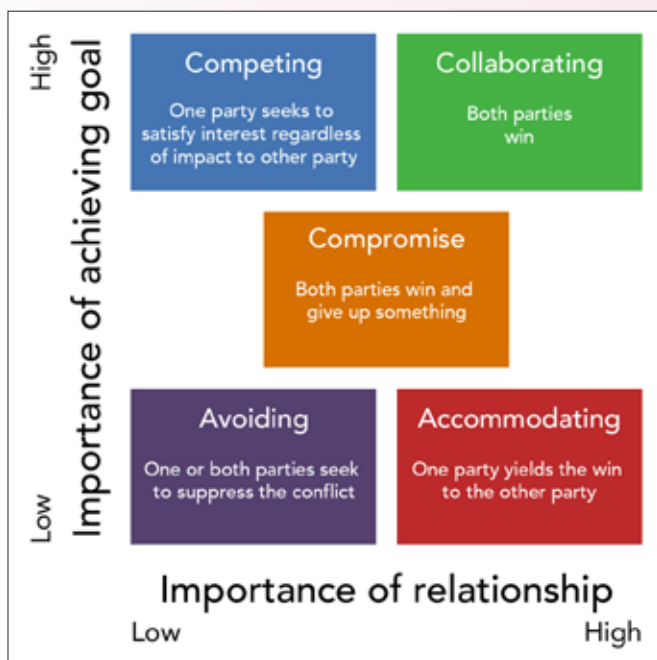 High
Importance of achieving goal
Low
Competing
One party seeks to
satisfy interest regardless
of impact to other party
Collaborating
Both parties
win
Compromise
Both parties win and
give up something
Avoiding
One or both parties seek
to suppress the conflict
Accommodating
One party yields the win
to the other party
Importance of relationship
Low
High